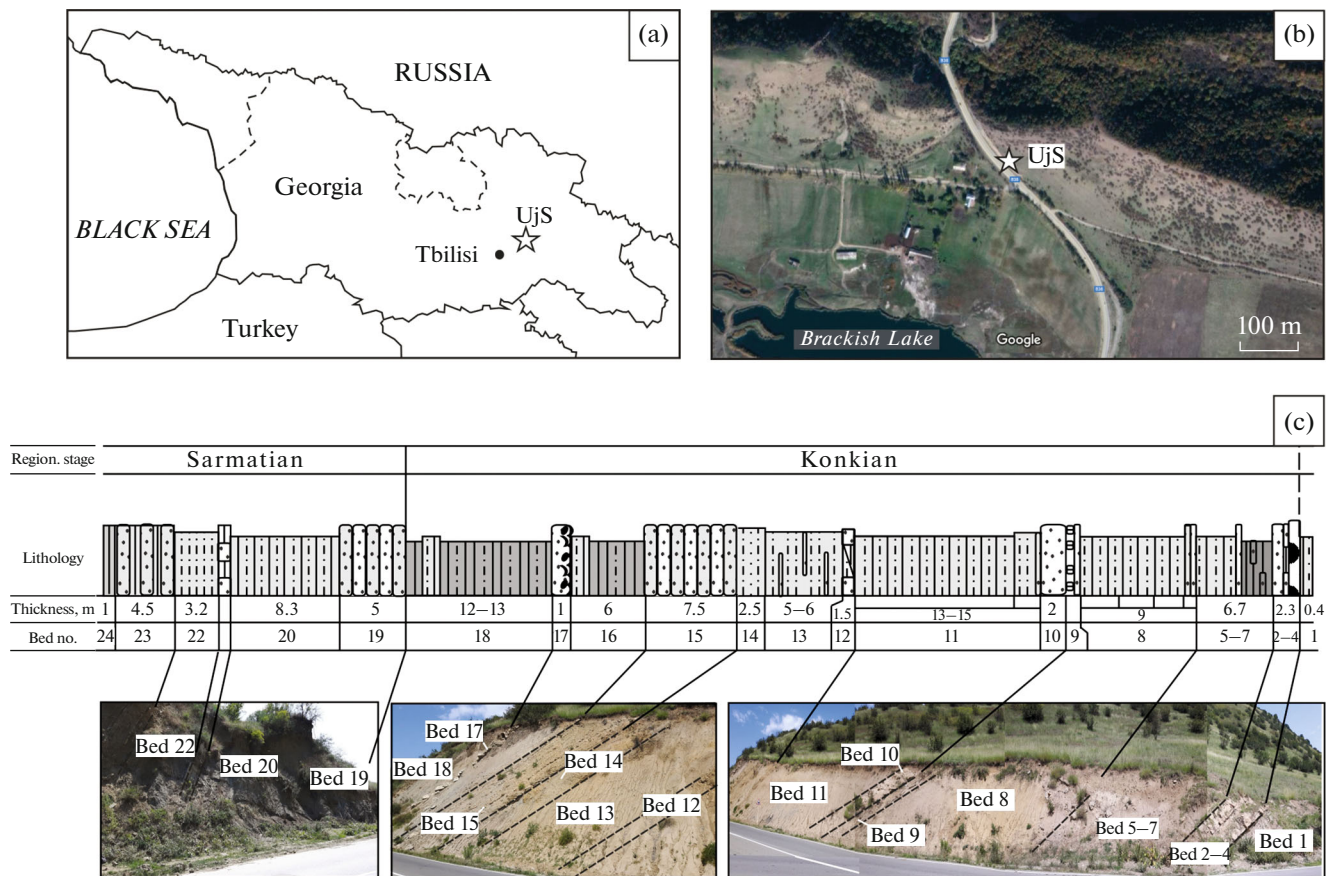 (a)
RUSSIA
Georgia
BLACK SEA
UjS
Tbilisi
Turkey
(b)
UjS
Brackish Lake
Google
100 m
(c)
Region. stage Sarmatian Konkian
Lithology
Thickness, m 1 4.5 3.2 8.3 5 12–13 1 6 7.5 2.5 5–6 1.5 13–15 2 9 6.7 2.3 0.4
Bed no. 24 23 22 20 19 18 17 16 15 14 13 12 11 10 9 8 5–7 2–4 1
Bed 22
Bed 20
Bed 19
Bed 17
Bed 18
Bed 14
Bed 15
Bed 13
Bed 12
Bed 10
Bed 11
Bed 8
Bed 9
Bed 5–7
Bed 2–4
Bed 1